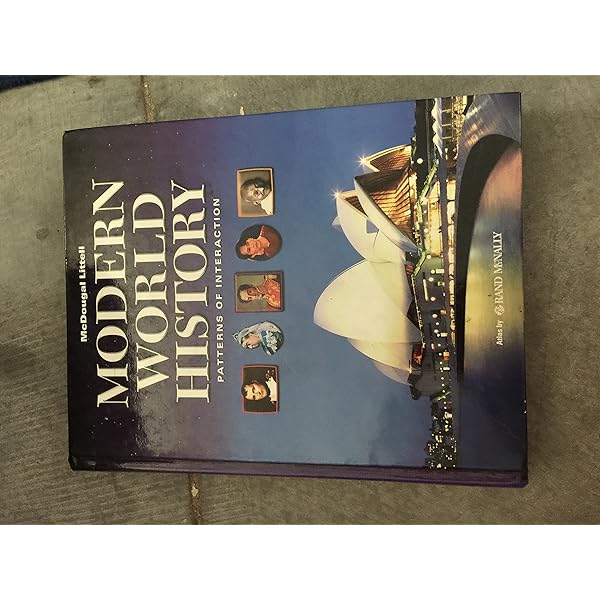 McDougal Littell
MODERN
WORLD
HISTORY
PATTERNS OF INTERACTION
Atlas by RAND MCNALLY